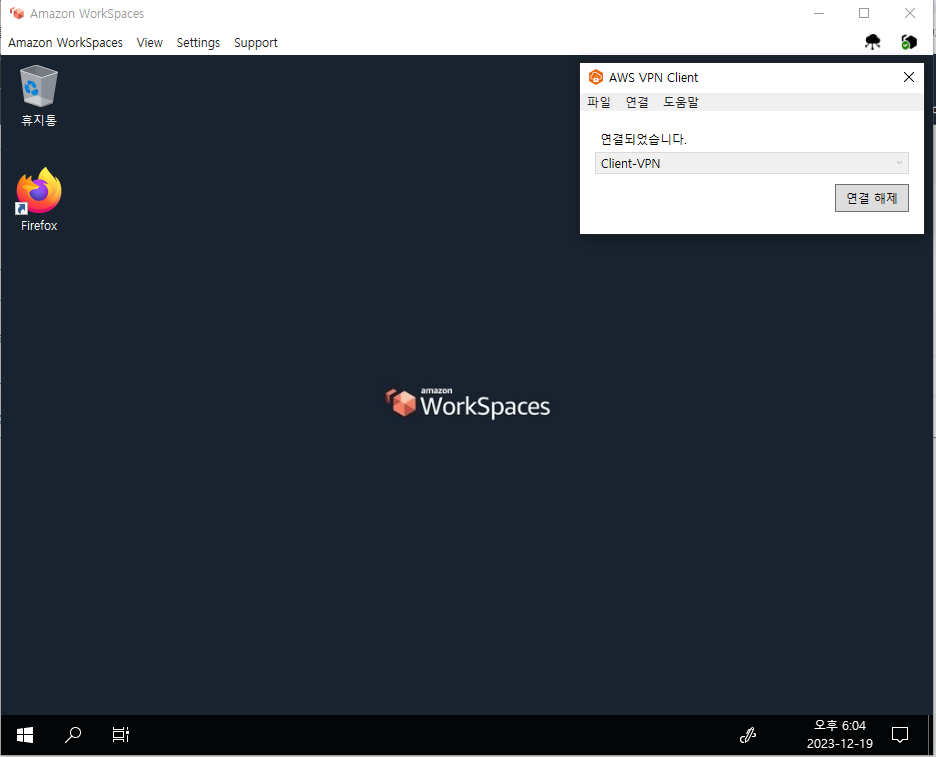 Amazon WorkSpaces
Amazon WorkSpaces View Settings Support
휴지통
Firefox
AWS VPN Client
파일 연결 도움말
연결되었습니다.
Client-VPN
연결 해제
amazon
WorkSpaces
오후 6:04
2023-12-19